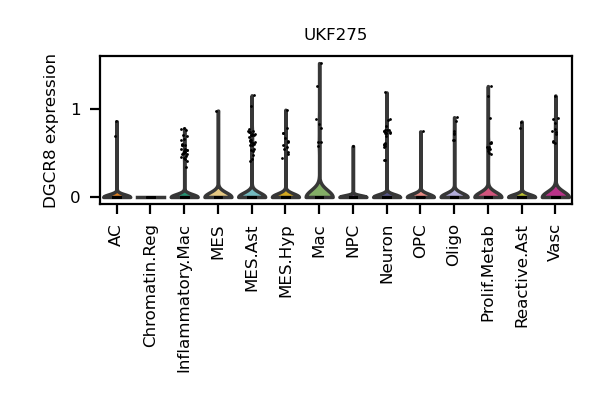 UKF275
DGCR8 expression
1
0
AC
Chromatin.Reg
Inflammatory.Mac
MES
MES.Ast
MES.Hyp
Mac
NPC
Neuron
OPC
Oligo
Prolif.Metab
Reactive.Ast
Vasc